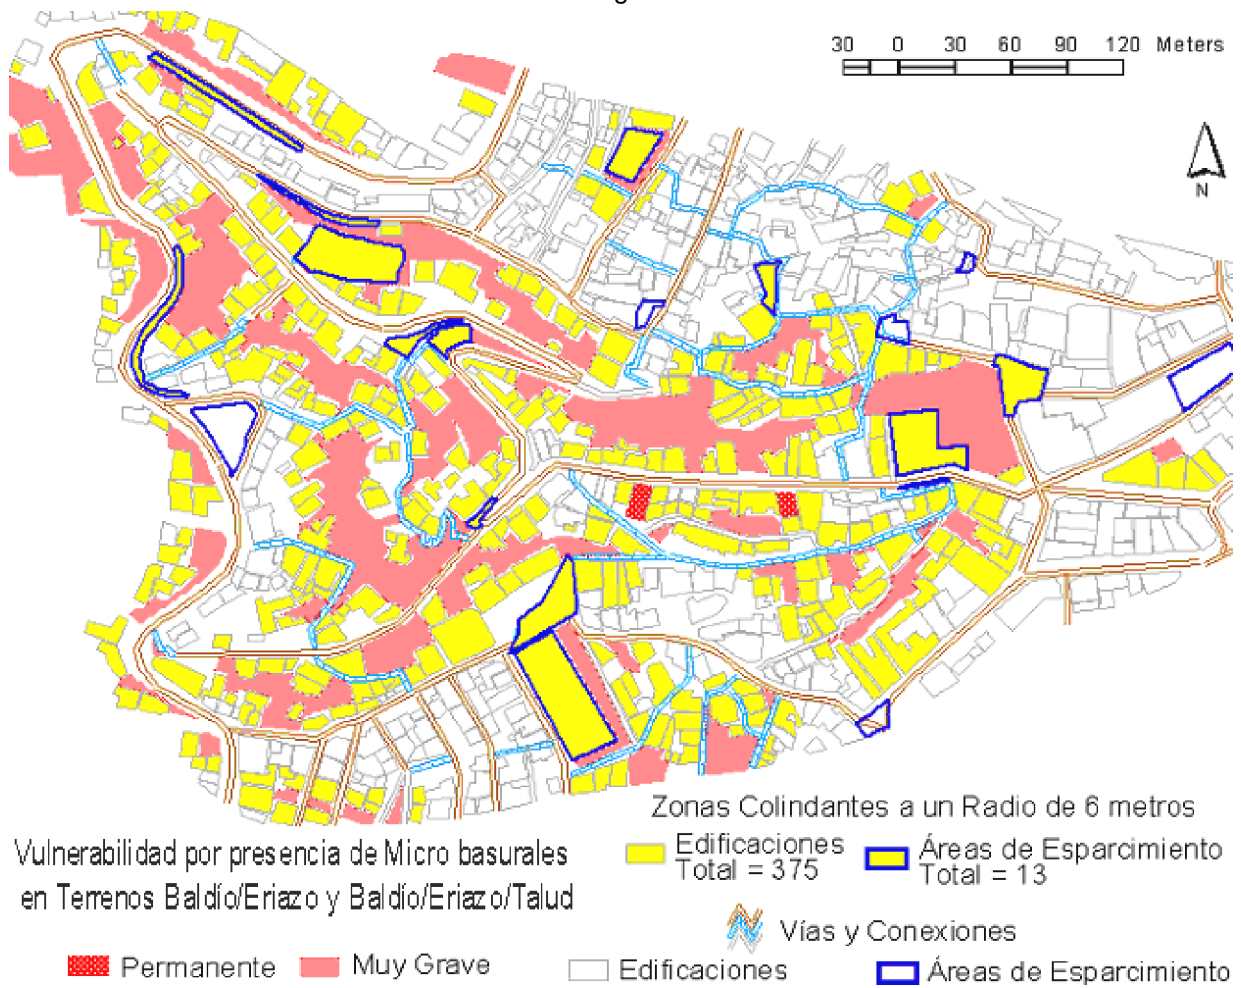 30 0 30 60 90 120 Meters
N
Zonas Colindantes a un Radio de 6 metros
Edificaciones
Total = 375
Áreas de Esparcimiento
Total = 13
Vulnerabilidad por presencia de Micro basurales
en Terrenos Baldío/Eriazo y Baldío/Eriazo/Talud
Vías y Conexiones
Permanente
Muy Grave
Edificaciones
Áreas de Esparcimiento